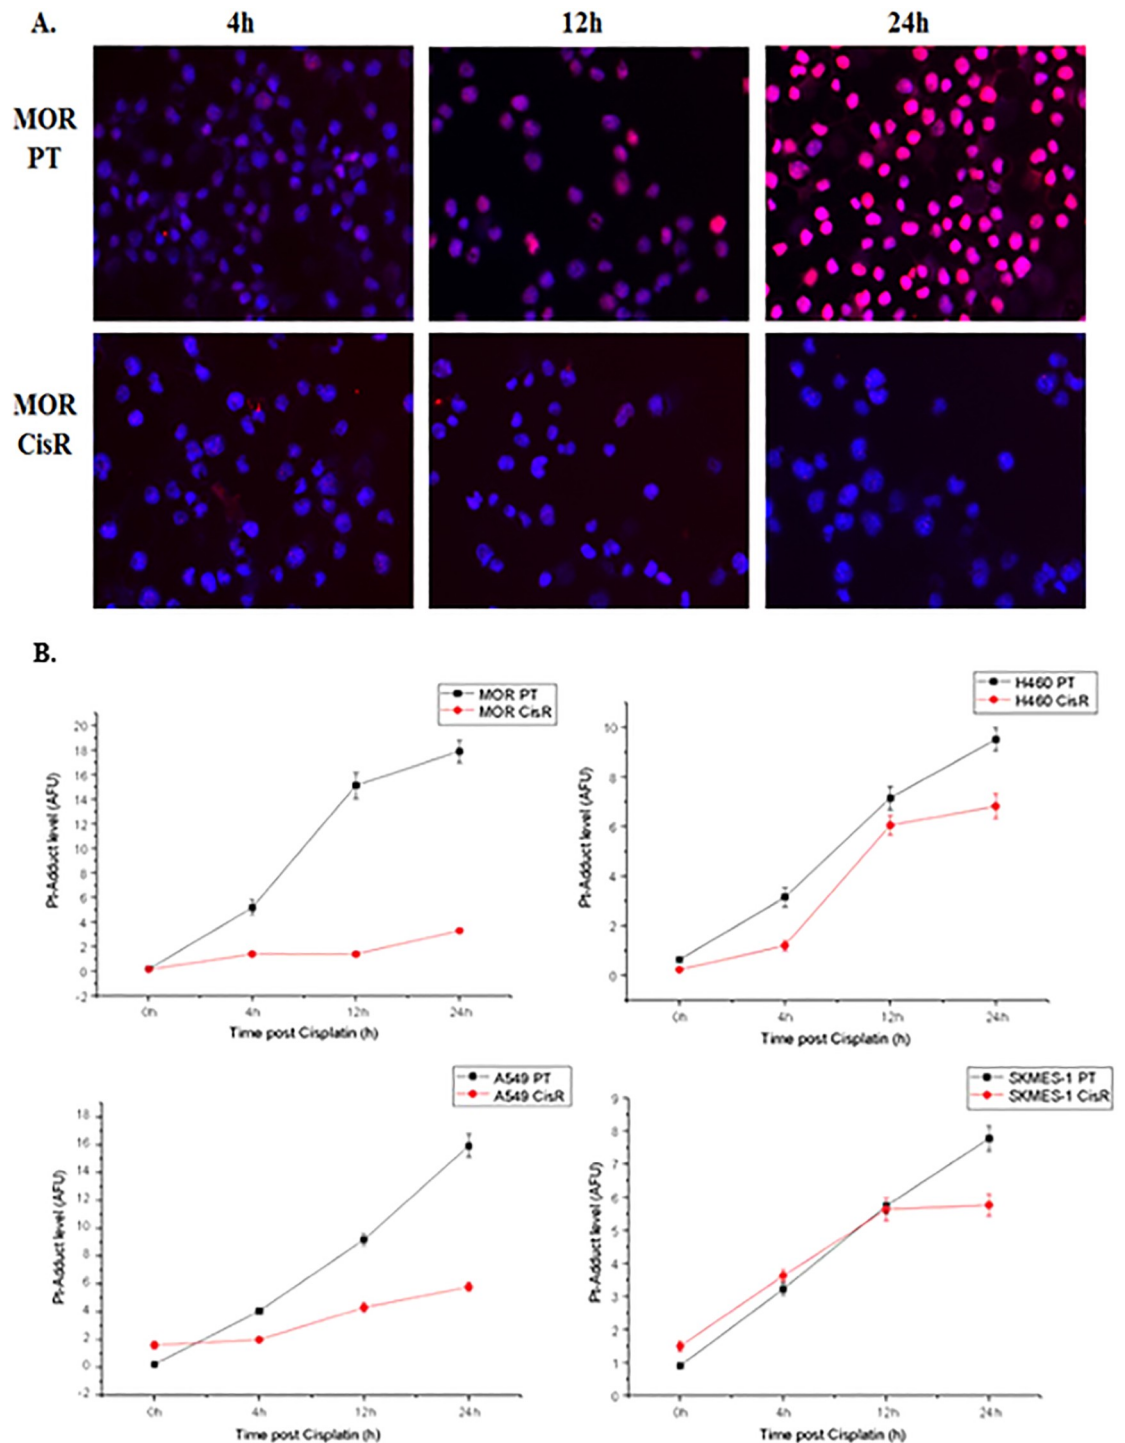 A.
4h
12h
24h
MOR
PT
MOR
CisR
B.
MOR PT
MOR CisR
20
18
16
14
12
10
8
6
4
2
0
-2
Pt-Adduct level (AFU)
0h
4h
12h
24h
Time post Cisplatin (h)
H460 PT
H460 CisR
10
8
6
4
2
0
Pt-Adduct level (AFU)
0h
4h
12h
24h
Time post Cisplatin (h)
A549 PT
A549 CisR
18
16
14
12
10
8
6
4
2
0
-2
Pt-Adduct level (AFU)
0h
4h
12h
24h
Time post Cisplatin (h)
SKMES-1 PT
SKMES-1 CisR
9
8
7
6
5
4
3
2
1
0
Pt-Adduct level (AFU)
0h
4h
12h
24h
Time post Cisplatin (h)